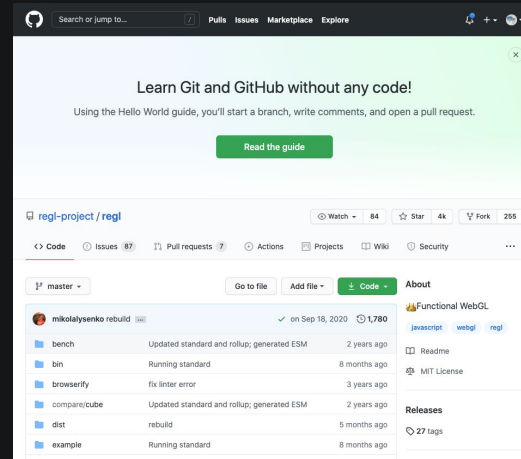 Search or jump to... / Pulls Issues Marketplace Explore
Learn Git and GitHub without any code!
Using the Hello World guide, you'll start a branch, write comments, and open a pull request.
Read the guide
regl-project / regl
Watch 84 Star 4k Fork 255
Code Issues 87 Pull requests 7 Actions Projects Wiki Security ...
master Go to file Add file Code
mikolalysenko rebuild ... on Sep 18, 2020 1,780
bench Updated standard and rollup; generated ESM 2 years ago
bin Running standard 8 months ago
browserify fix linter error 3 years ago
compare/cube Updated standard and rollup; generated ESM 2 years ago
dist rebuild 5 months ago
example Running standard 8 months ago
About
Functional WebGL
javascript webgl regl
Readme
MIT License
Releases
27 tags